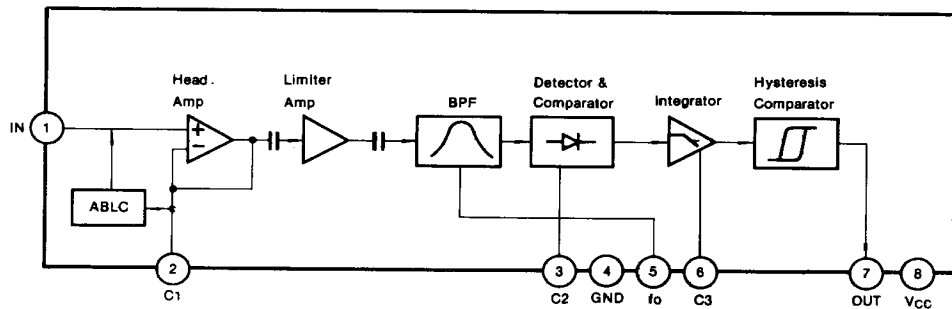 Head. Amp
Limiter Amp
BPF
Detector & Comparator
Integrator
Hysteresis Comparator
IN
1
+
−
ABLC
2
3
4
5
6
7
8
C1
C2
GND
fo
C3
OUT
VCC